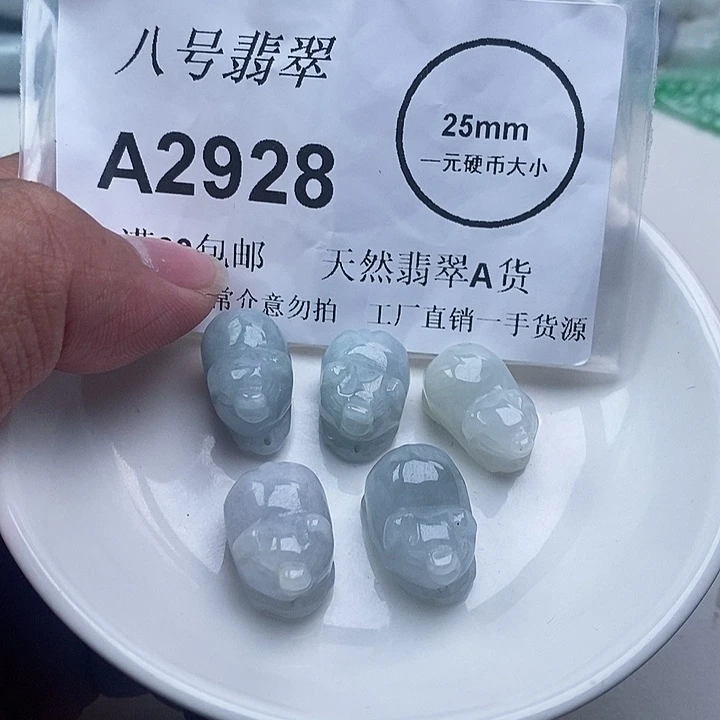 八号翡翠
A2928
25mm
一元硬币大小
包邮
天然翡翠A货
常介意勿拍
工厂直销一手货源